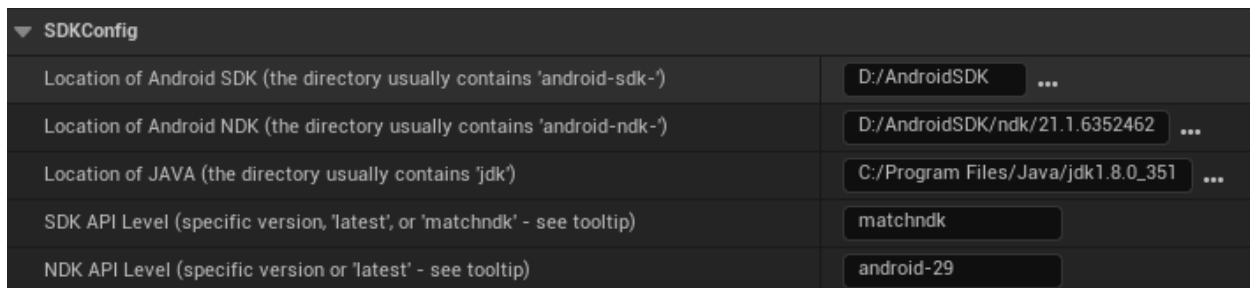 SDKConfig
Location of Android SDK (the directory usually contains 'android-sdk-') D:/AndroidSDK ...
Location of Android NDK (the directory usually contains 'android-ndk-') D:/AndroidSDK/ndk/21.1.6352462 ...
Location of JAVA (the directory usually contains 'jdk') C:/Program Files/Java/jdk1.8.0_351 ...
SDK API Level (specific version, 'latest', or 'matchndk' - see tooltip) matchndk
NDK API Level (specific version or 'latest' - see tooltip) android-29